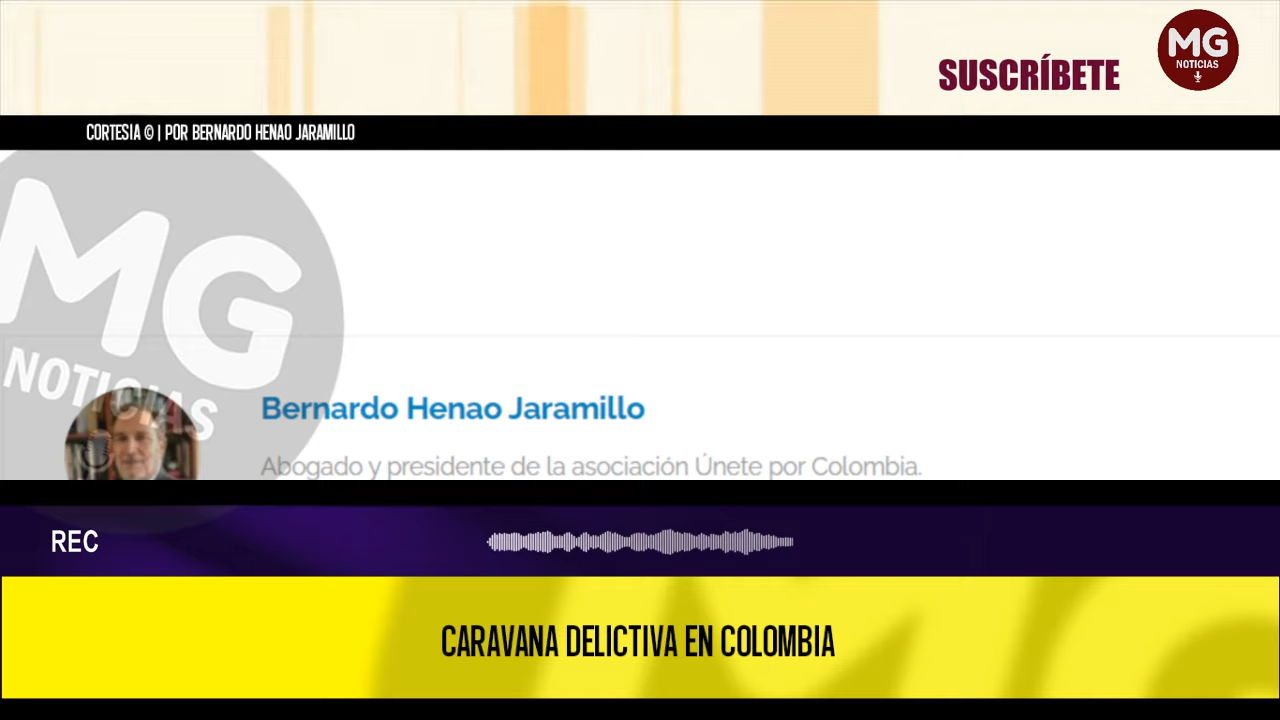 SUSCRÍBETE
MG
NOTICIAS
CORTESIA © | POR BERNARDO HENAO JARAMILLO
MG
NOTICIAS
Bernardo Henao Jaramillo
Abogado y presidente de la asociación Únete por Colombia.
REC
CARAVANA DELICTIVA EN COLOMBIA